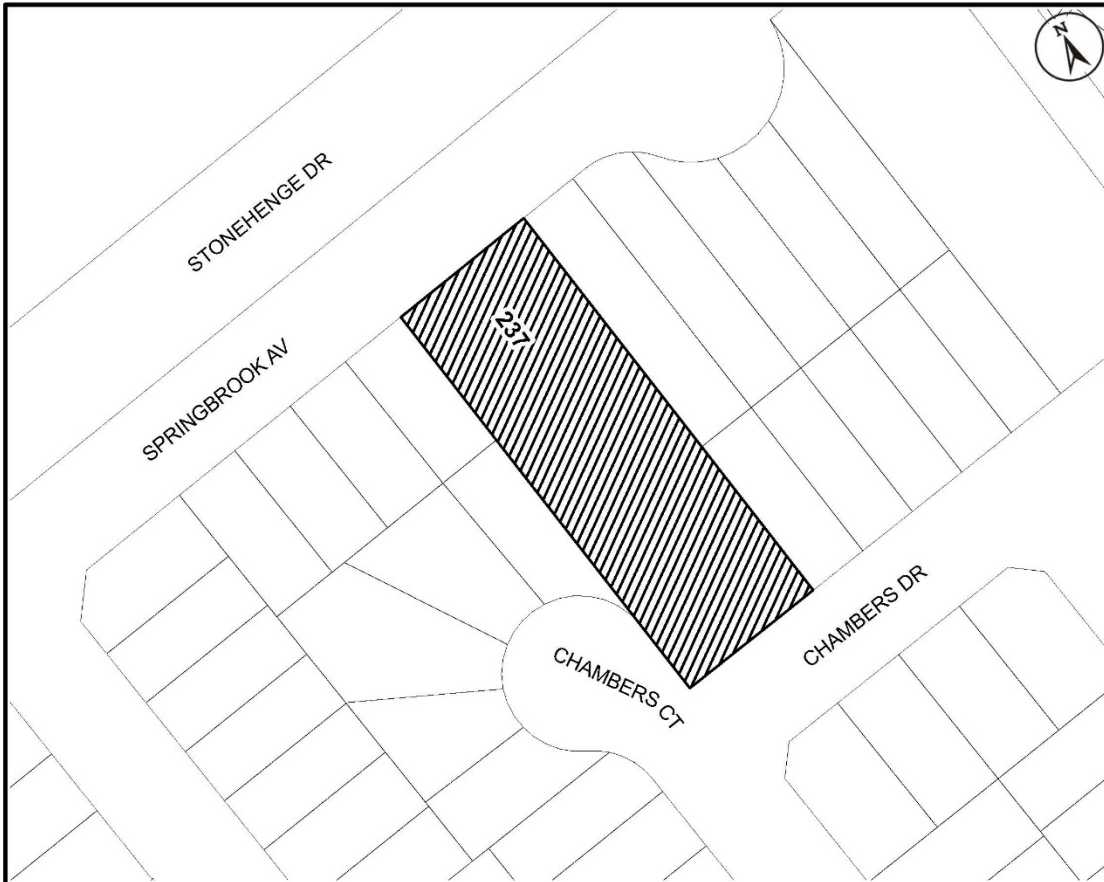 N
STONEHENGE DR
237
SPRINGBROOK AV
CHAMBERS DR
CHAMBERS CT